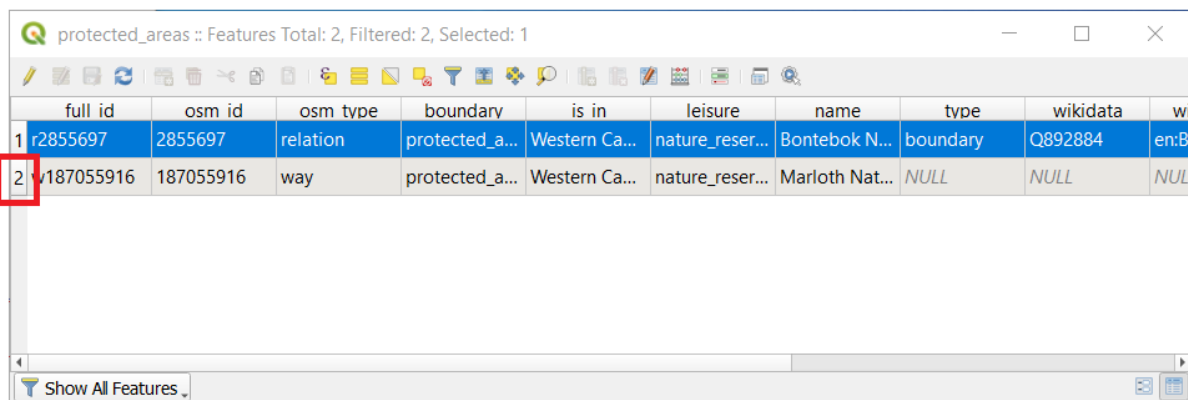 protected_areas :: Features Total: 2, Filtered: 2, Selected: 1
full_id osm_id osm_type boundary is_in leisure name type wikidata wi
1 r2855697 2855697 relation protected_a... Western Ca... nature_reser... Bontebok N... boundary Q892884 en:B
2 w187055916 187055916 way protected_a... Western Ca... nature_reser... Marloth Nat... NULL NULL NUL
Show All Features